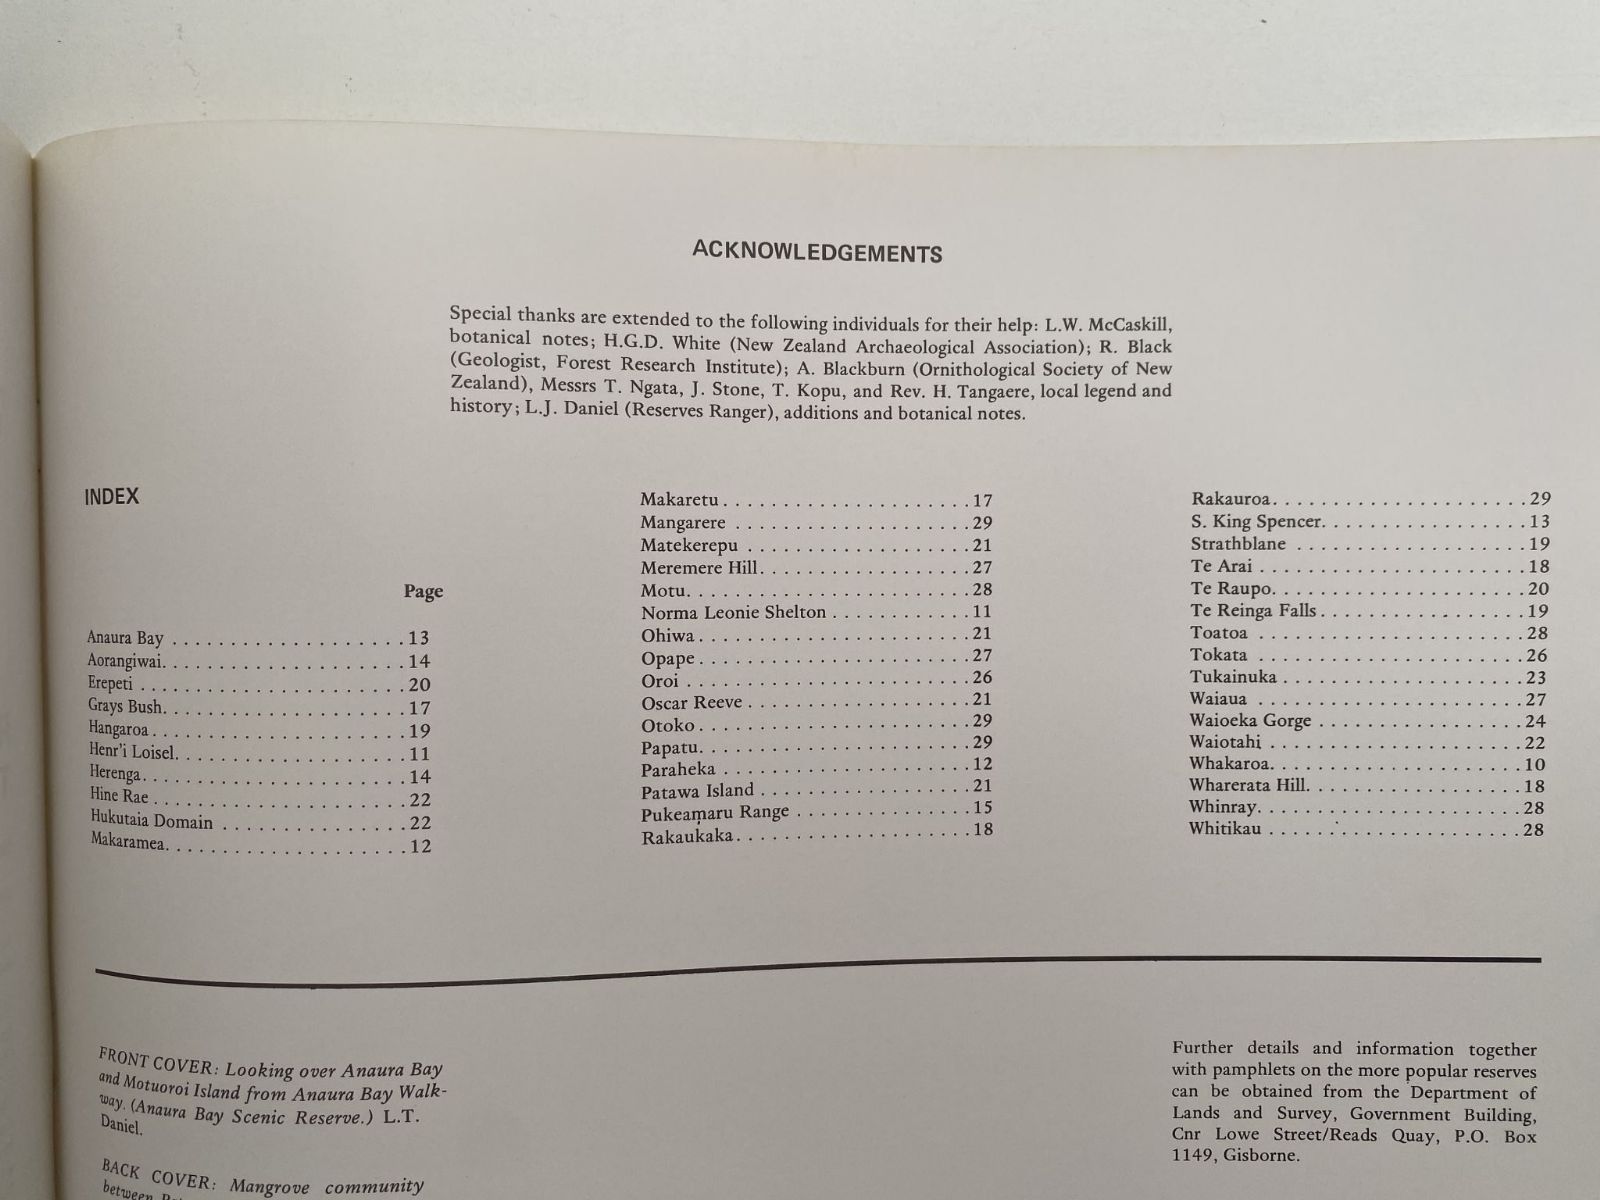 ACKNOWLEDGEMENTS
Special thanks are extended to the following individuals for their help: L.W. McCaskill,
botanical notes; H.G.D. White (New Zealand Archaeological Association); R. Black
(Geologist, Forest Research Institute); A. Blackburn (Ornithological Society of New
Zealand), Messrs T. Ngata, J. Stone, T. Kopu, and Rev. H. Tangaere, local legend and
history; L.J. Daniel (Reserves Ranger), additions and botanical notes.
INDEX
Page
Anaura Bay . . . . . . . . . . . . . . . . . . . 13
Aorangiwai. . . . . . . . . . . . . . . . . . . . 14
Erepeti . . . . . . . . . . . . . . . . . . . . . . 20
Grays Bush. . . . . . . . . . . . . . . . . . . . 17
Hangaroa . . . . . . . . . . . . . . . . . . . . . 19
Henr'i Loisel. . . . . . . . . . . . . . . . . . . 11
Herenga. . . . . . . . . . . . . . . . . . . . . . 14
Hine Rae . . . . . . . . . . . . . . . . . . . . . 22
Hukutaia Domain . . . . . . . . . . . . . . . 22
Makaramea. . . . . . . . . . . . . . . . . . . . 12
Makaretu . . . . . . . . . . . . . . . . . . . . . 17
Mangarere . . . . . . . . . . . . . . . . . . . . 29
Matekerepu . . . . . . . . . . . . . . . . . . . 21
Meremere Hill. . . . . . . . . . . . . . . . . . 27
Motu. . . . . . . . . . . . . . . . . . . . . . . . 28
Norma Leonie Shelton . . . . . . . . . . . . 11
Ohiwa . . . . . . . . . . . . . . . . . . . . . . . 21
Opape . . . . . . . . . . . . . . . . . . . . . . . 27
Oroi . . . . . . . . . . . . . . . . . . . . . . . . 26
Oscar Reeve . . . . . . . . . . . . . . . . . . . 21
Otoko . . . . . . . . . . . . . . . . . . . . . . . 29
Papatu. . . . . . . . . . . . . . . . . . . . . . . 29
Paraheka . . . . . . . . . . . . . . . . . . . . . 12
Patawa Island . . . . . . . . . . . . . . . . . . 21
Pukeamaru Range . . . . . . . . . . . . . . . 15
Rakaukaka. . . . . . . . . . . . . . . . . . . . 18
Rakauroa. . . . . . . . . . . . . . . . . . . . . 29
S. King Spencer. . . . . . . . . . . . . . . . . 13
Strathblane . . . . . . . . . . . . . . . . . . . 19
Te Arai . . . . . . . . . . . . . . . . . . . . . . 18
Te Raupo. . . . . . . . . . . . . . . . . . . . . 20
Te Reinga Falls . . . . . . . . . . . . . . . . . 19
Toatoa . . . . . . . . . . . . . . . . . . . . . . 28
Tokata . . . . . . . . . . . . . . . . . . . . . . 26
Tukainuka . . . . . . . . . . . . . . . . . . . . 23
Waiaua . . . . . . . . . . . . . . . . . . . . . . 27
Waioeka Gorge . . . . . . . . . . . . . . . . . 24
Waiotahi . . . . . . . . . . . . . . . . . . . . . 22
Whakaroa. . . . . . . . . . . . . . . . . . . . . 10
Wharerata Hill. . . . . . . . . . . . . . . . . . 18
Whinray. . . . . . . . . . . . . . . . . . . . . . 28
Whitikau . . . . . . . . . . . . . . . . . . . . . 28
FRONT COVER: Looking over Anaura Bay
and Motuoroi Island from Anaura Bay Walk-
way. (Anaura Bay Scenic Reserve.) L.T.
Daniel.
BACK COVER: Mangrove community
between
Further details and information together
with pamphlets on the more popular reserves
can be obtained from the Department of
Lands and Survey, Government Building,
Cnr Lowe Street/Reads Quay, P.O. Box
1149, Gisborne.